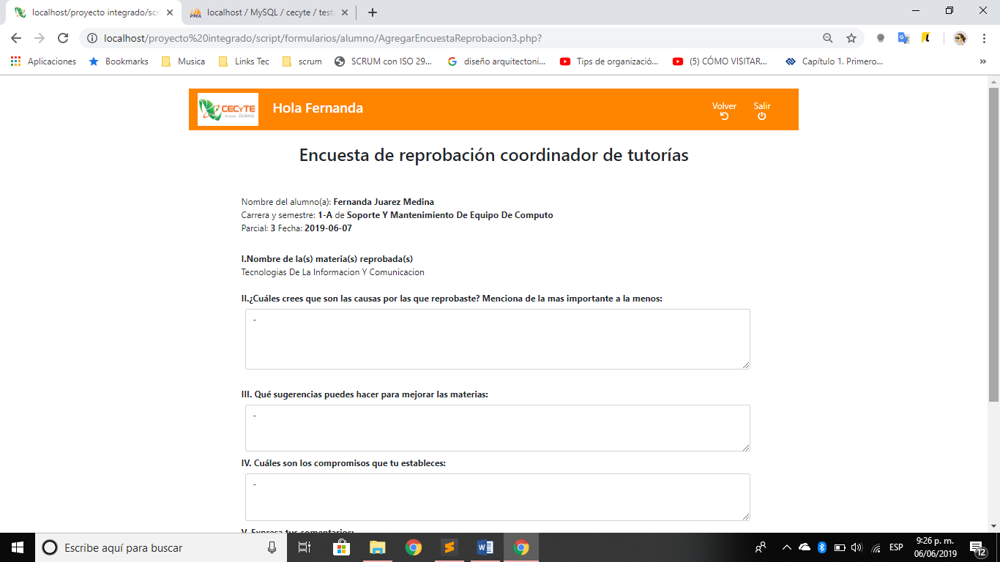 localhost/proyecto integrado/scr
localhost / MySQL / cecyte / test
localhost/proyecto%20integrado/script/formularios/alumno/AgregarEncuestaReprobacion3.php?
Aplicaciones
Bookmarks
Musica
Links Tec
scrum
SCRUM con ISO 29...
diseño arquitectoni...
Tips de organizació...
(5) CÓMO VISITAR...
Capítulo 1. Primero...
»
CECyTE
Zacatecas
Hola Fernanda
Volver
Salir
Encuesta de reprobación coordinador de tutorías
Nombre del alumno(a): Fernanda Juarez Medina
Carrera y semestre: 1-A de Soporte Y Mantenimiento De Equipo De Computo
Parcial: 3 Fecha: 2019-06-07
I.Nombre de la(s) materia(s) reprobada(s)
Tecnologias De La Informacion Y Comunicacion
II.¿Cuáles crees que son las causas por las que reprobaste? Menciona de la mas importante a la menos:
-
III. Qué sugerencias puedes hacer para mejorar las materias:
-
IV. Cuáles son los compromisos que tu estableces:
-
V. Expresa tus comentarios:
Escribe aquí para buscar
ESP
9:26 p. m.
06/06/2019
12